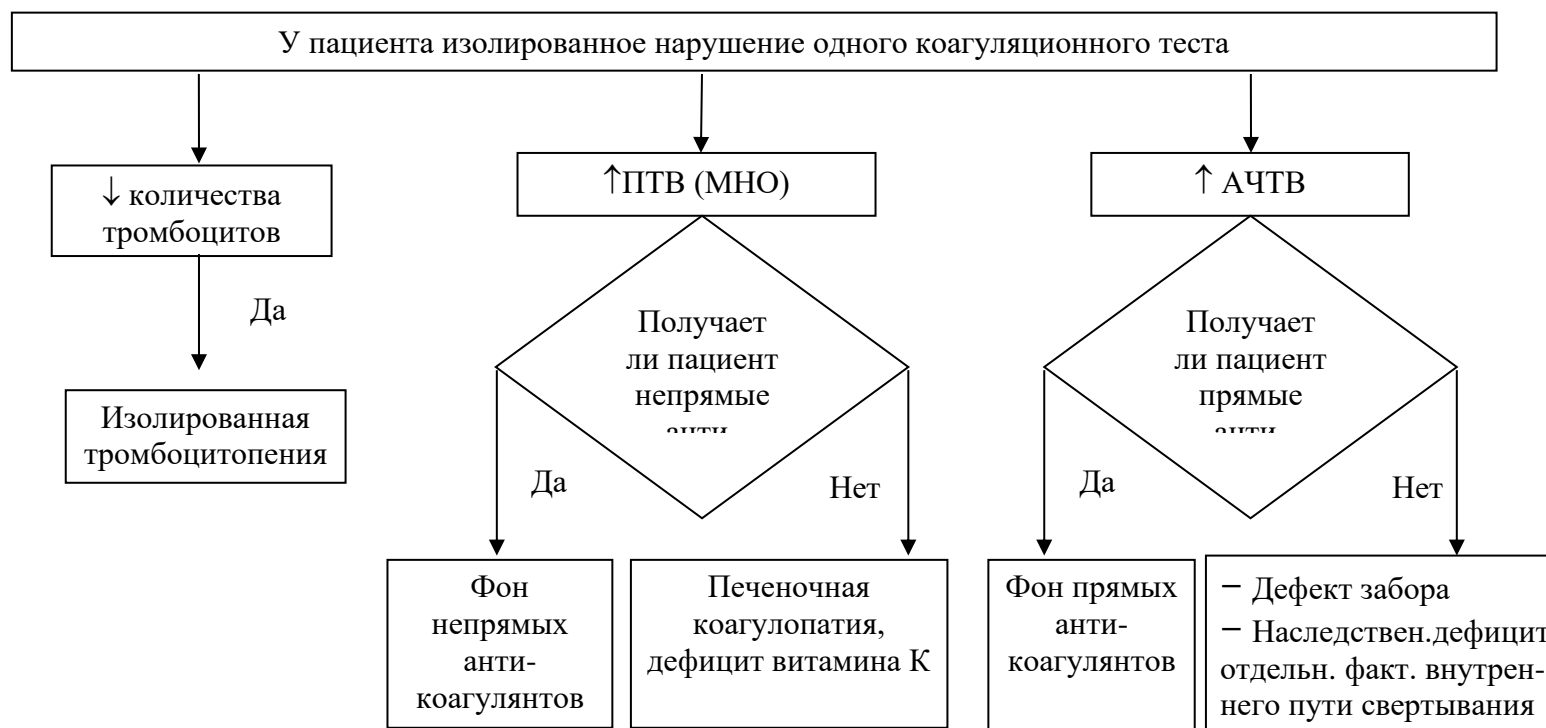 У пациента изолированное нарушение одного коагуляционного теста
↓ количества
тромбоцитов
Да
Изолированная
тромбоцитопения
↑ПТВ (МНО)
Получает
ли пациент
непрямые
анти-
Да
Нет
Фон
непрямых
анти-
коагулянтов
Печеночная
коагулопатия,
дефицит витамина К
↑ АЧТВ
Получает
ли пациент
прямые
анти-
Да
Нет
Фон прямых
анти-
коагулянтов
− Дефект забора
− Наследствен.дефицит
отдельн. факт. внутрен-
него пути свертывания